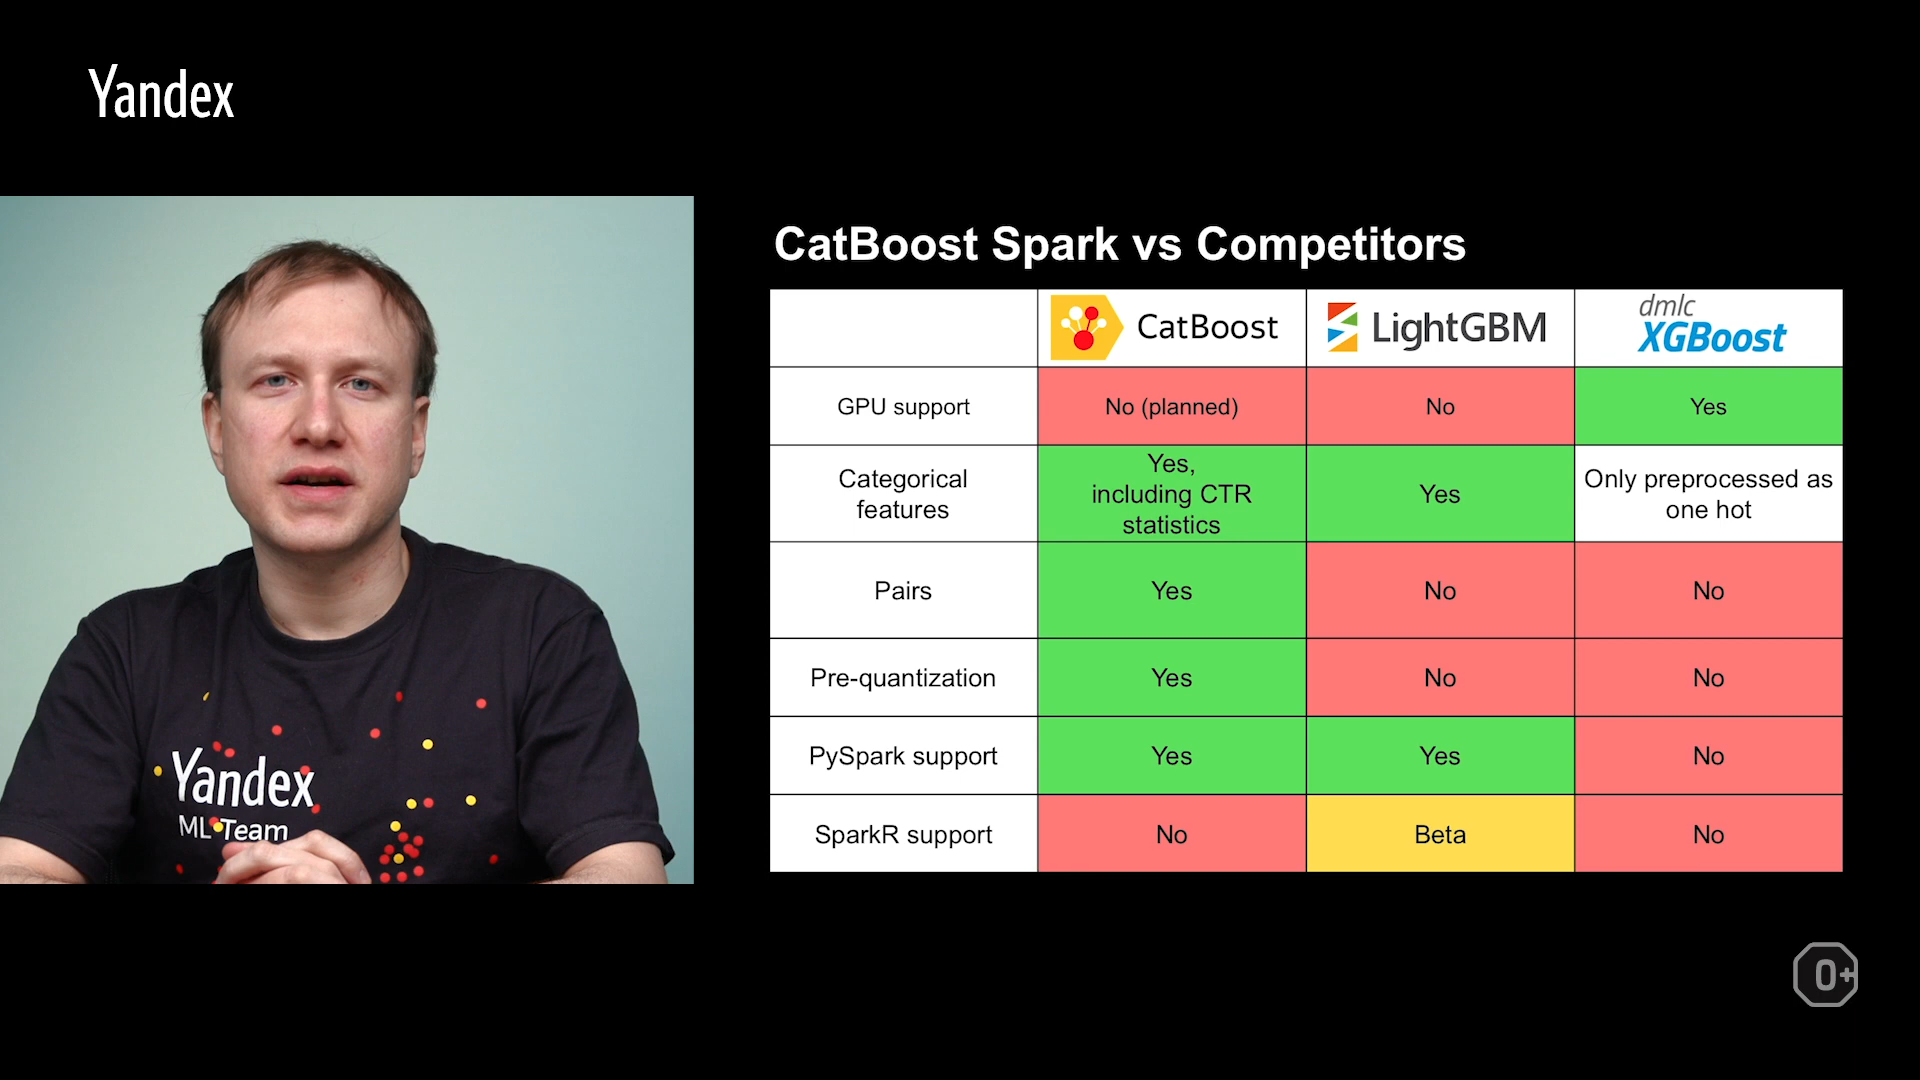 Yandex
CatBoost Spark vs Competitors
CatBoost
LightGBM
dmlc
XGBoost
GPU support
No (planned)
No
Yes
Categorical
features
Yes,
including CTR
statistics
Yes
Only preprocessed as
one hot
Pairs
Yes
No
No
Pre-quantization
Yes
No
No
PySpark support
Yes
Yes
No
SparkR support
No
Beta
No
Yandex
ML Team
0+